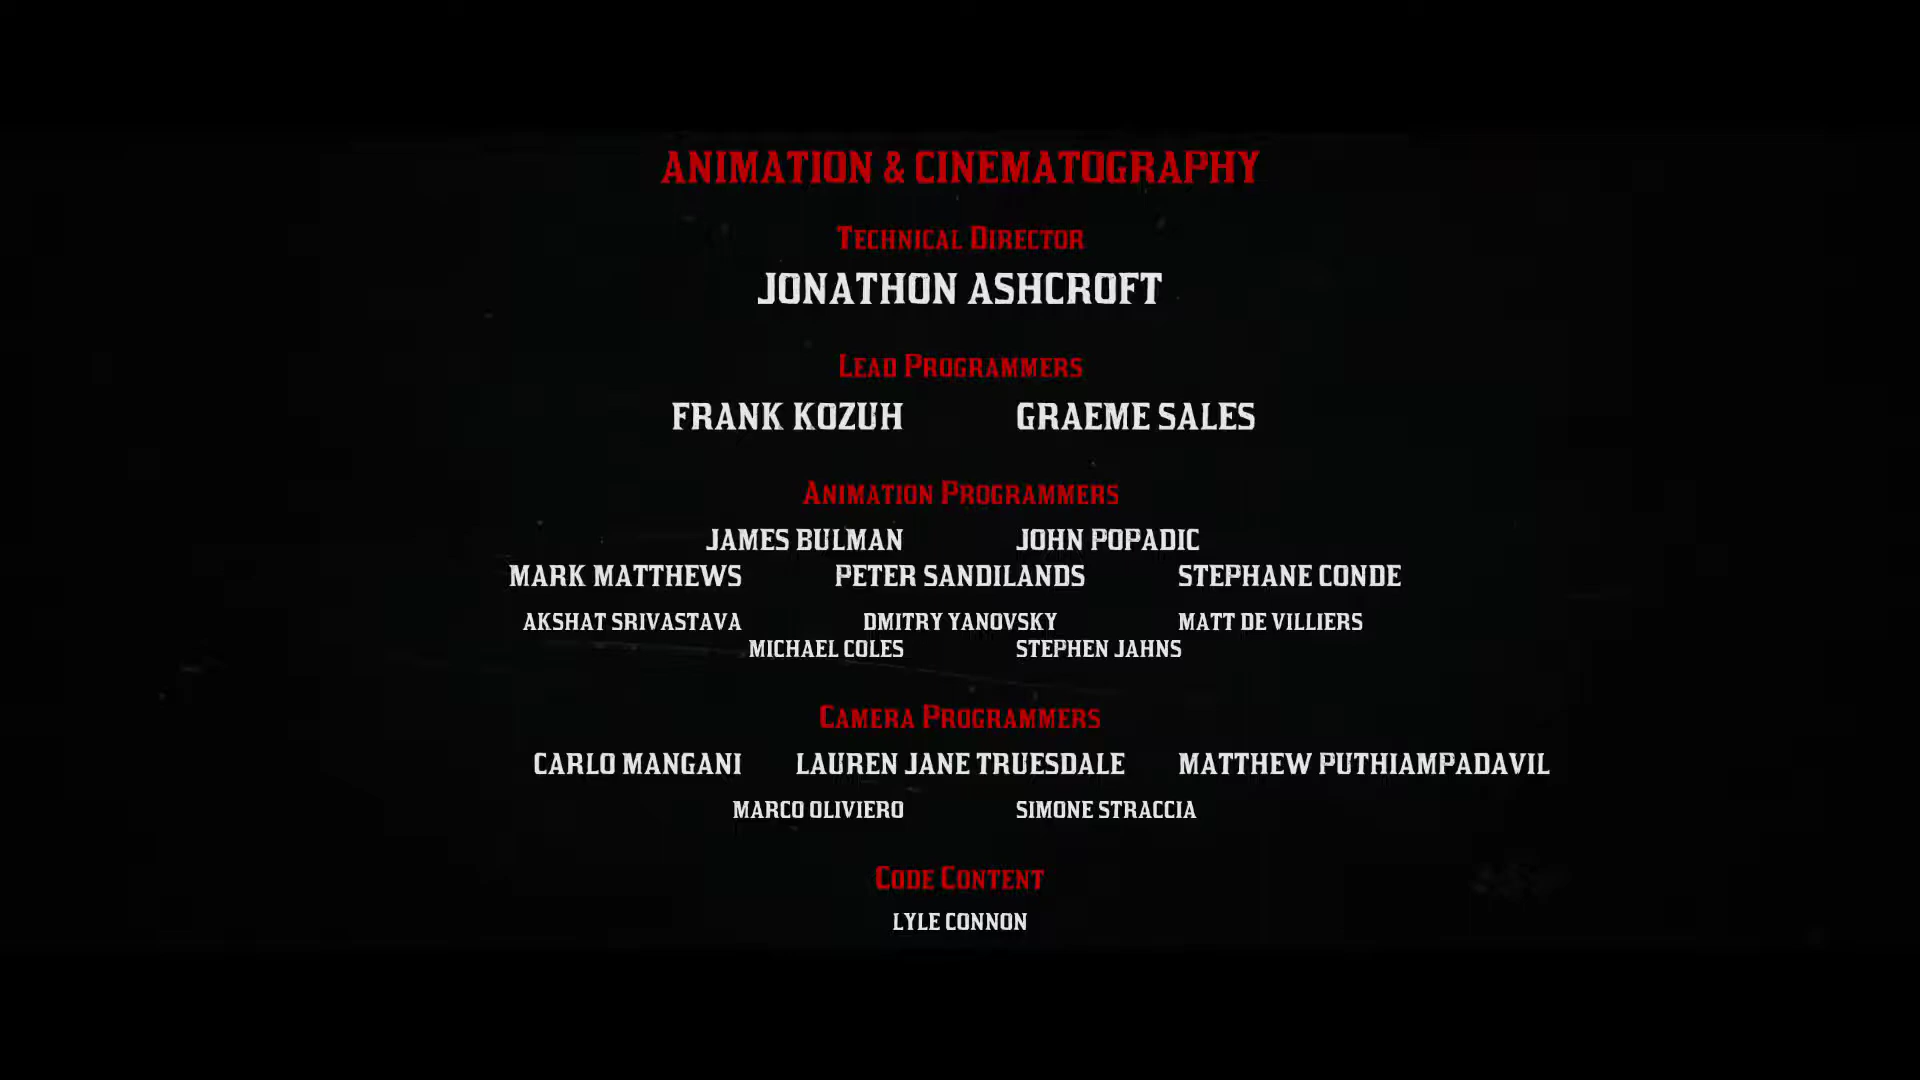 ANIMATION & CINEMATOGRAPHY
TECHNICAL DIRECTOR
JONATHON ASHCROFT
LEAD PROGRAMMERS
FRANK KOZUH GRAEME SALES
ANIMATION PROGRAMMERS
JAMES BULMAN JOHN POPADIC
MARK MATTHEWS PETER SANDILANDS STEPHANE CONDE
AKSHAT SRIVASTAVA DMITRY YANOVSKY MATT DE VILLIERS
MICHAEL COLES STEPHEN JAHNS
CAMERA PROGRAMMERS
CARLO MANGANI LAUREN JANE TRUESDALE MATTHEW PUTHIAMPADAVIL
MARCO OLIVIERO SIMONE STRACCIA
CODE CONTENT
LYLE CONNON